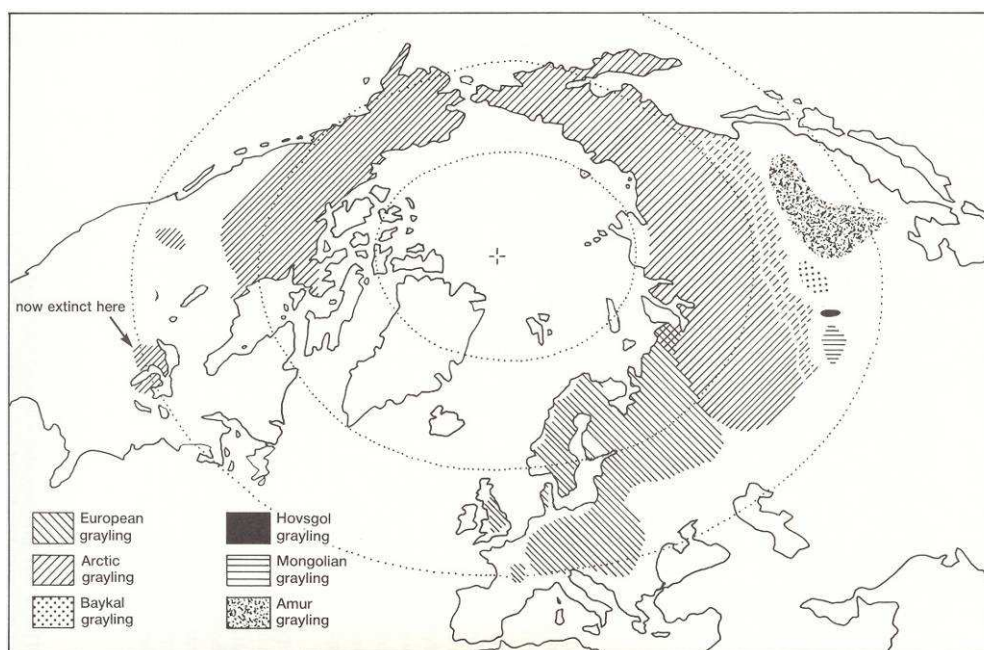 now extinct here
European
grayling
Arctic
grayling
Baykal
grayling
Hovsgol
grayling
Mongolian
grayling
Amur
grayling